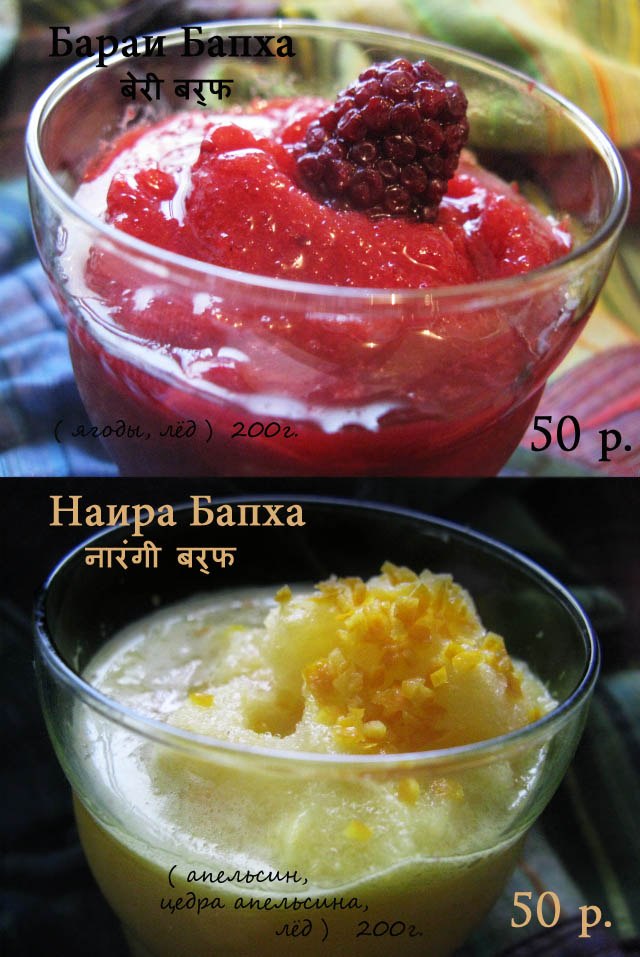 Бараи Бапха
बेरी बर्फ
( ягоды, лёд ) 200г.
50 р.
Наира Бапха
नारंगी बर्फ
( апельсин,
цедра апельсина,
лёд ) 200г.
50 р.